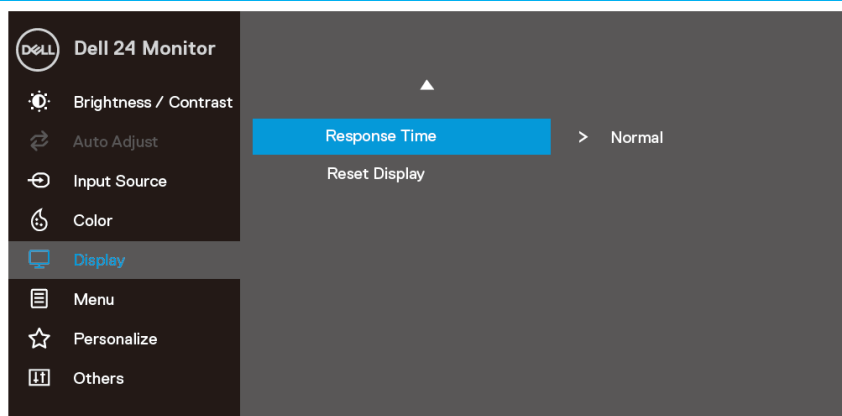 DELL Dell 24 Monitor
Brightness / Contrast
Auto Adjust
Response Time > Normal
Input Source
Reset Display
Color
Display
Menu
Personalize
Others